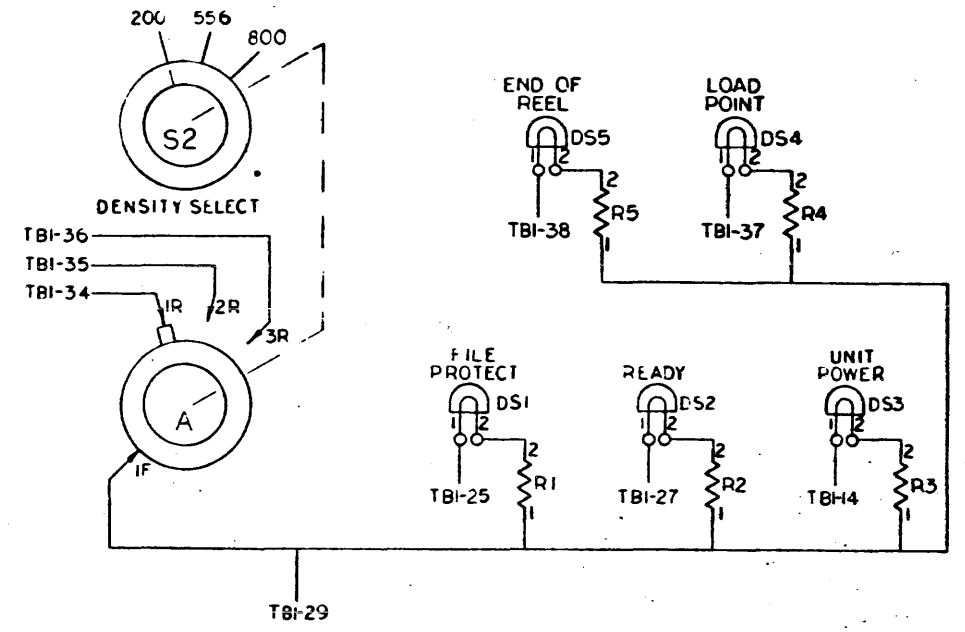 200 556 800
S2
DENSITY SELECT
TB1-36
TB1-35
TB1-34
1R 2R 3R
A
1F
TB1-29
END OF
REEL
DS5
1 2
2
R5
1
TB1-38
LOAD
POINT
DS4
1 2
2
R4
1
TB1-37
FILE
PROTECT
DS1
1 2
2
R1
1
TB1-25
READY
DS2
1 2
2
R2
1
TB1-27
UNIT
POWER
DS3
1 2
2
R3
1
TB1-14